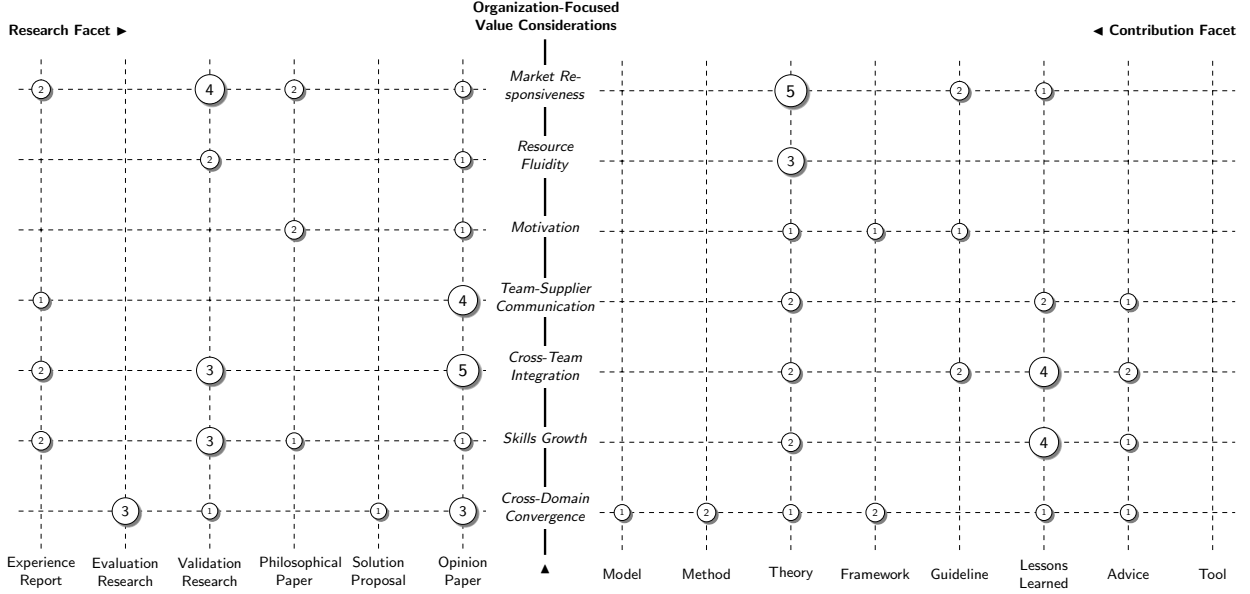 Organization-Focused
Value Considerations
Research Facet ►
◄ Contribution Facet
Market Re-
sponsiveness
2 4 2 1 5 2 1
Resource
Fluidity
2 1 3
Motivation
2 1 1 1 1
Team-Supplier
Communication
1 4 2 2 1
Cross-Team
Integration
2 3 5 2 2 4 2
Skills Growth
2 3 1 1 2 4 1
Cross-Domain
Convergence
3 1 1 3 1 2 1 2 1 1
Experience
Report
Evaluation
Research
Validation
Research
Philosophical
Paper
Solution
Proposal
Opinion
Paper
▲
Model
Method
Theory
Framework
Guideline
Lessons
Learned
Advice
Tool